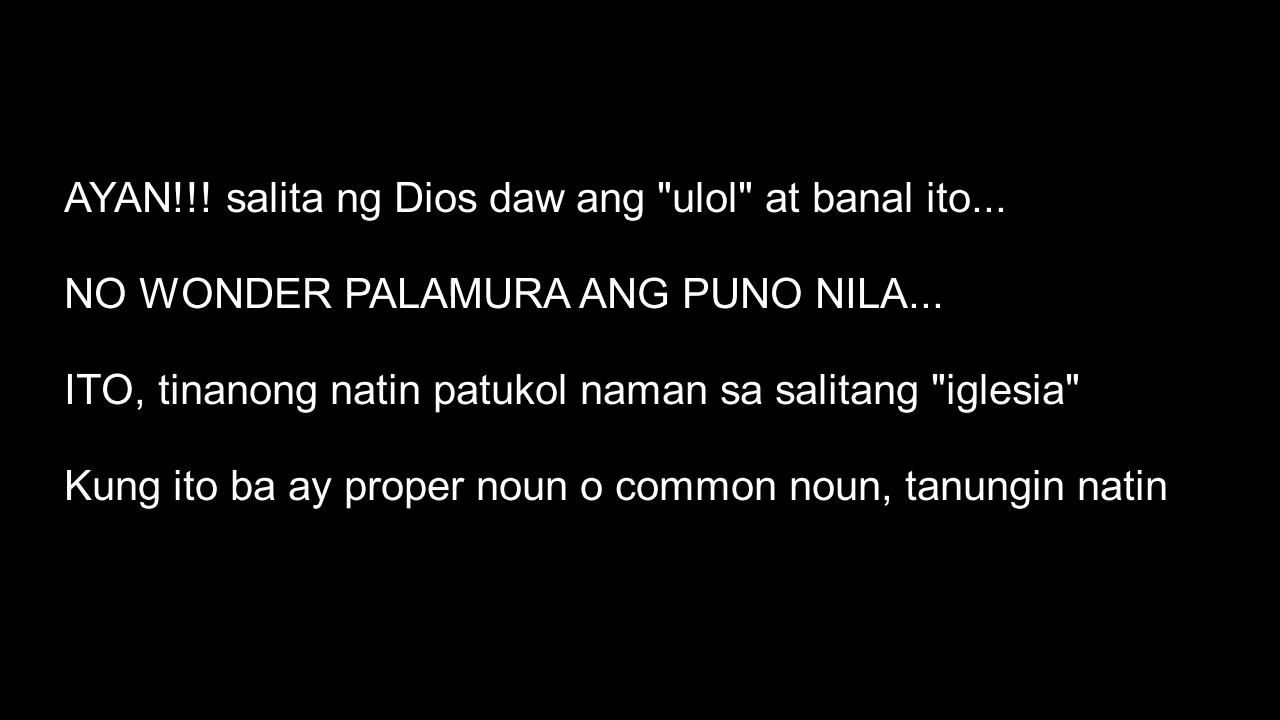 AYAN!!! salita ng Dios daw ang "ulol" at banal ito...
NO WONDER PALAMURA ANG PUNO NILA...
ITO, tinanong natin patukol naman sa salitang "iglesia"
Kung ito ba ay proper noun o common noun, tanungin natin